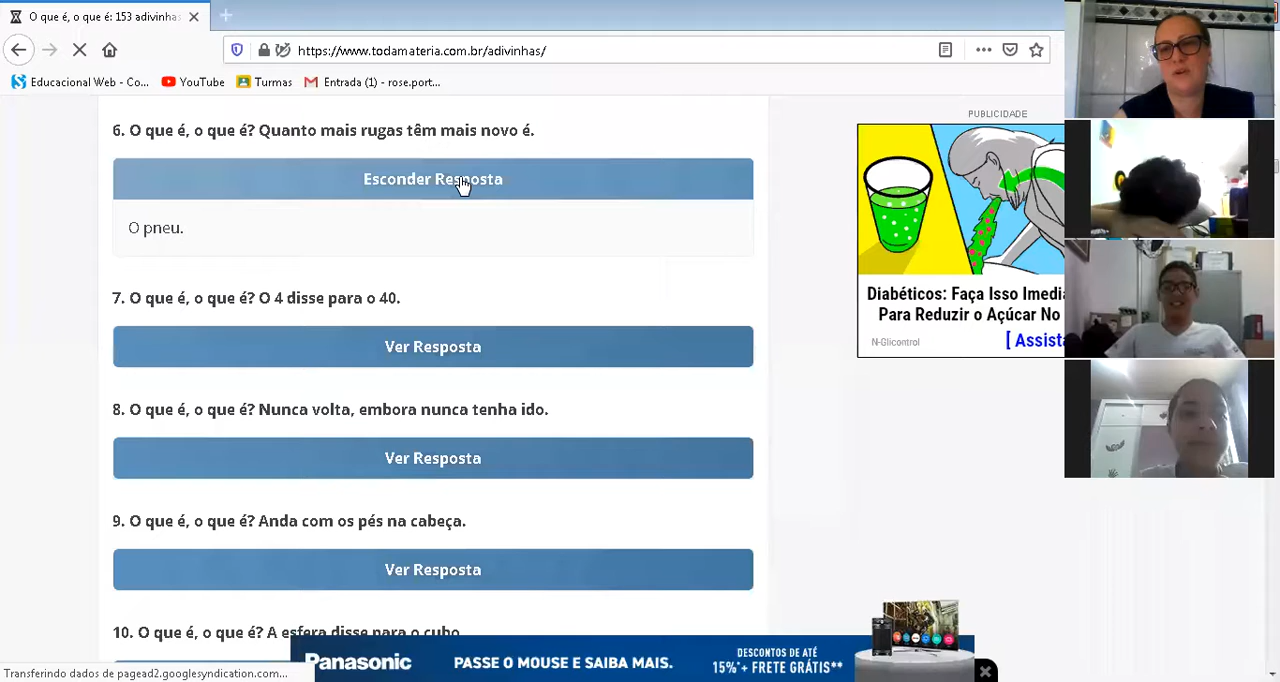 O que é, o que é: 153 adivinhas
https://www.todamateria.com.br/adivinhas/
Educacional Web - Co...
YouTube
Turmas
Entrada (1) - rose.port...
6. O que é, o que é? Quanto mais rugas têm mais novo é.
Esconder Resposta
O pneu.
7. O que é, o que é? O 4 disse para o 40.
Ver Resposta
8. O que é, o que é? Nunca volta, embora nunca tenha ido.
Ver Resposta
9. O que é, o que é? Anda com os pés na cabeça.
Ver Resposta
10. O que é, o que é? A esfera disse para o cubo.
PUBLICIDADE
Diabéticos: Faça Isso Imedia
Para Reduzir o Açúcar No
N-Glicontrol
[ Assista
Panasonic
PASSE O MOUSE E SAIBA MAIS.
DESCONTOS DE ATÉ
15%*+ FRETE GRÁTIS**
Transferindo dados de pagead2.googlesyndication.com...